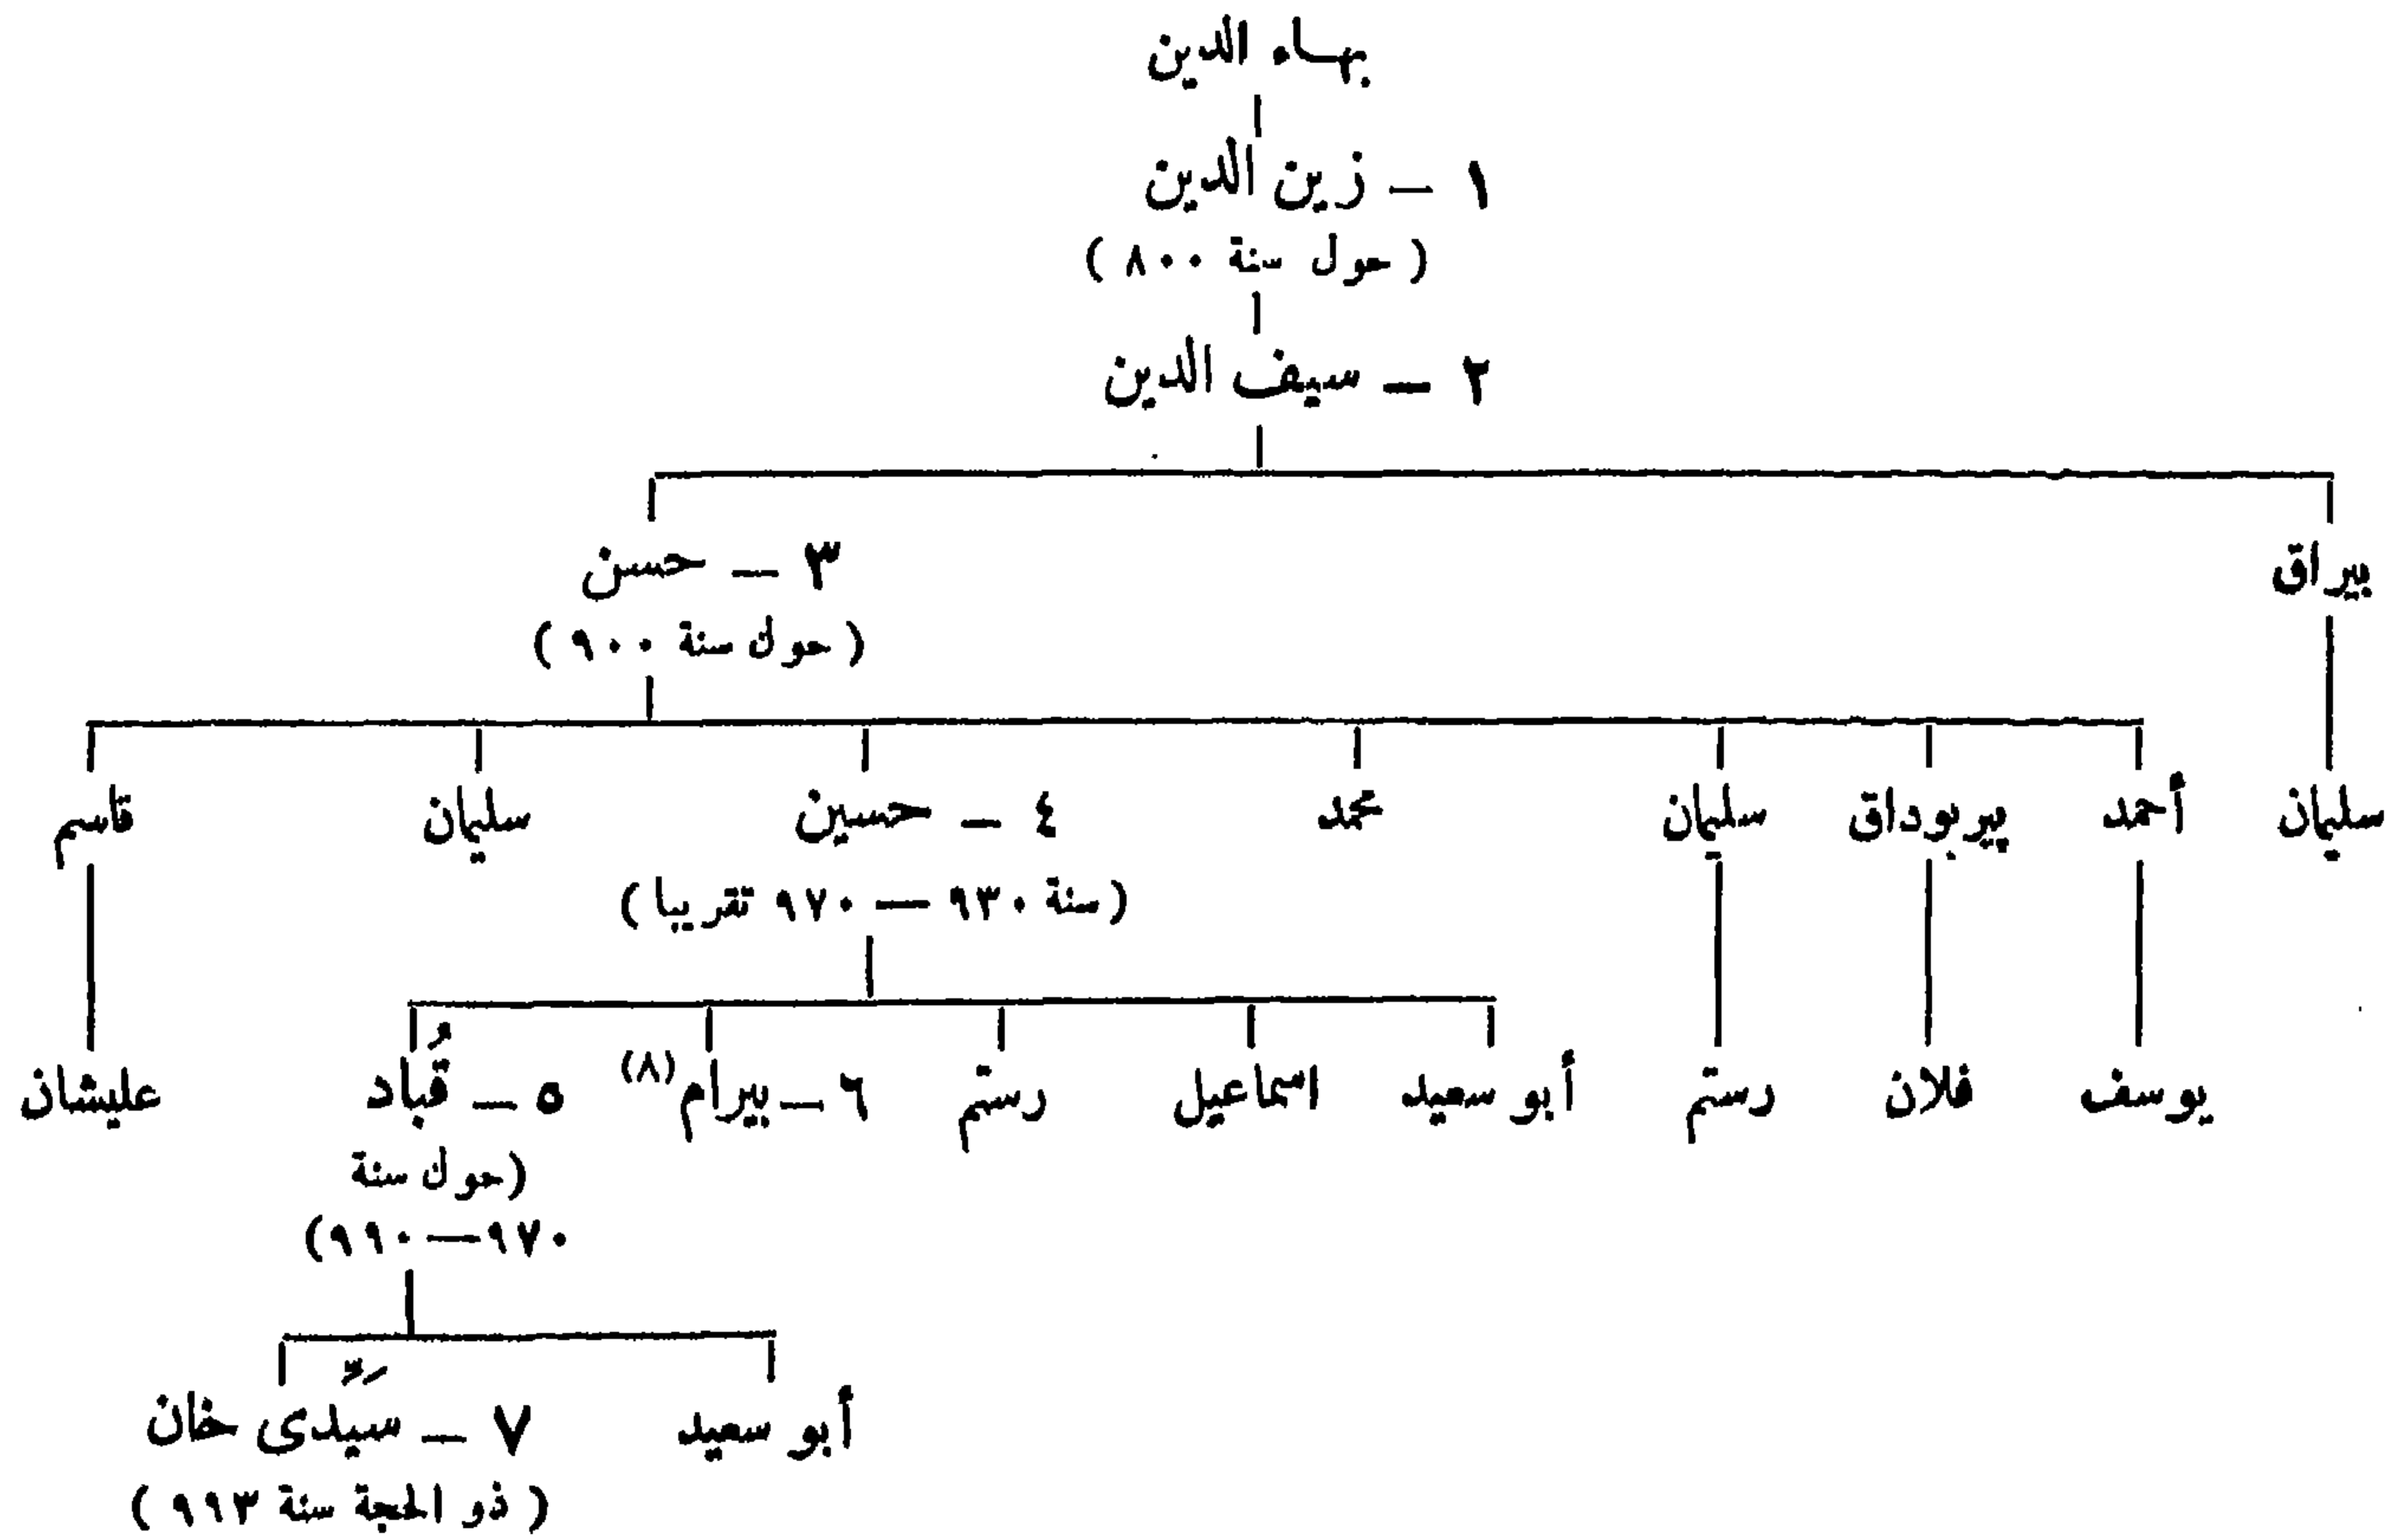 بهاء الدين
١ – زين الدين
(حول سنة ٨٠٠)
٢ – سيف الدين
بيراق
٣ – حسن
(حول سنة ٩٠٠)
سليمان
أحمد
پيربوداق
سليمان
محمد
٤ – حسين
سليمان
قاسم
(سنة ٩٣٠ – ٩٧٠ تقريبا)
يوسف
فلان
رستم
أبو سعيد
اسماعيل
رستم
٦ – بيرام (٨)
٥ – قُباد
عليشان
(حول سنة
٩٧٠ – ٩٩٠)
أبو سعيد
٧ – سَيّدى خان
(ذو الحجة سنة ٩٩٣)